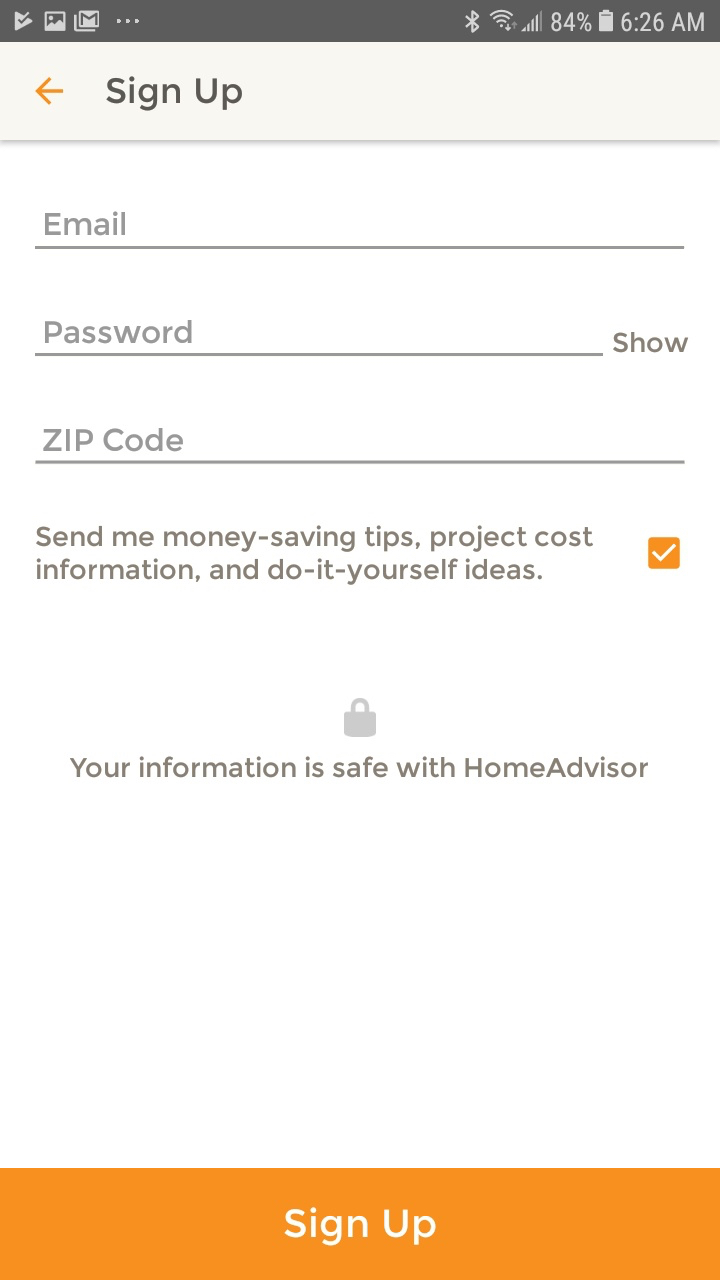 84% 6:26 AM
Sign Up
Email
Password
Show
ZIP Code
Send me money-saving tips, project cost
information, and do-it-yourself ideas.
Your information is safe with HomeAdvisor
Sign Up